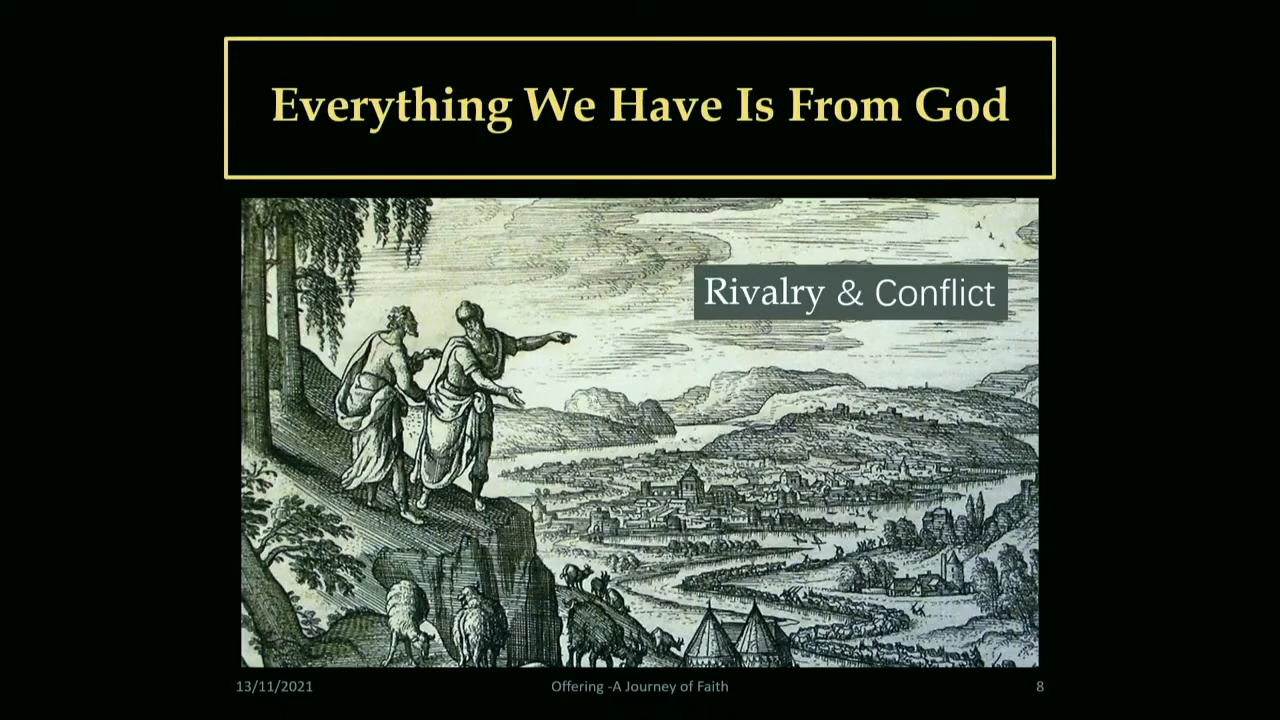 Everything We Have Is From God
Rivalry & Conflict
13/11/2021
Offering -A Journey of Faith
8